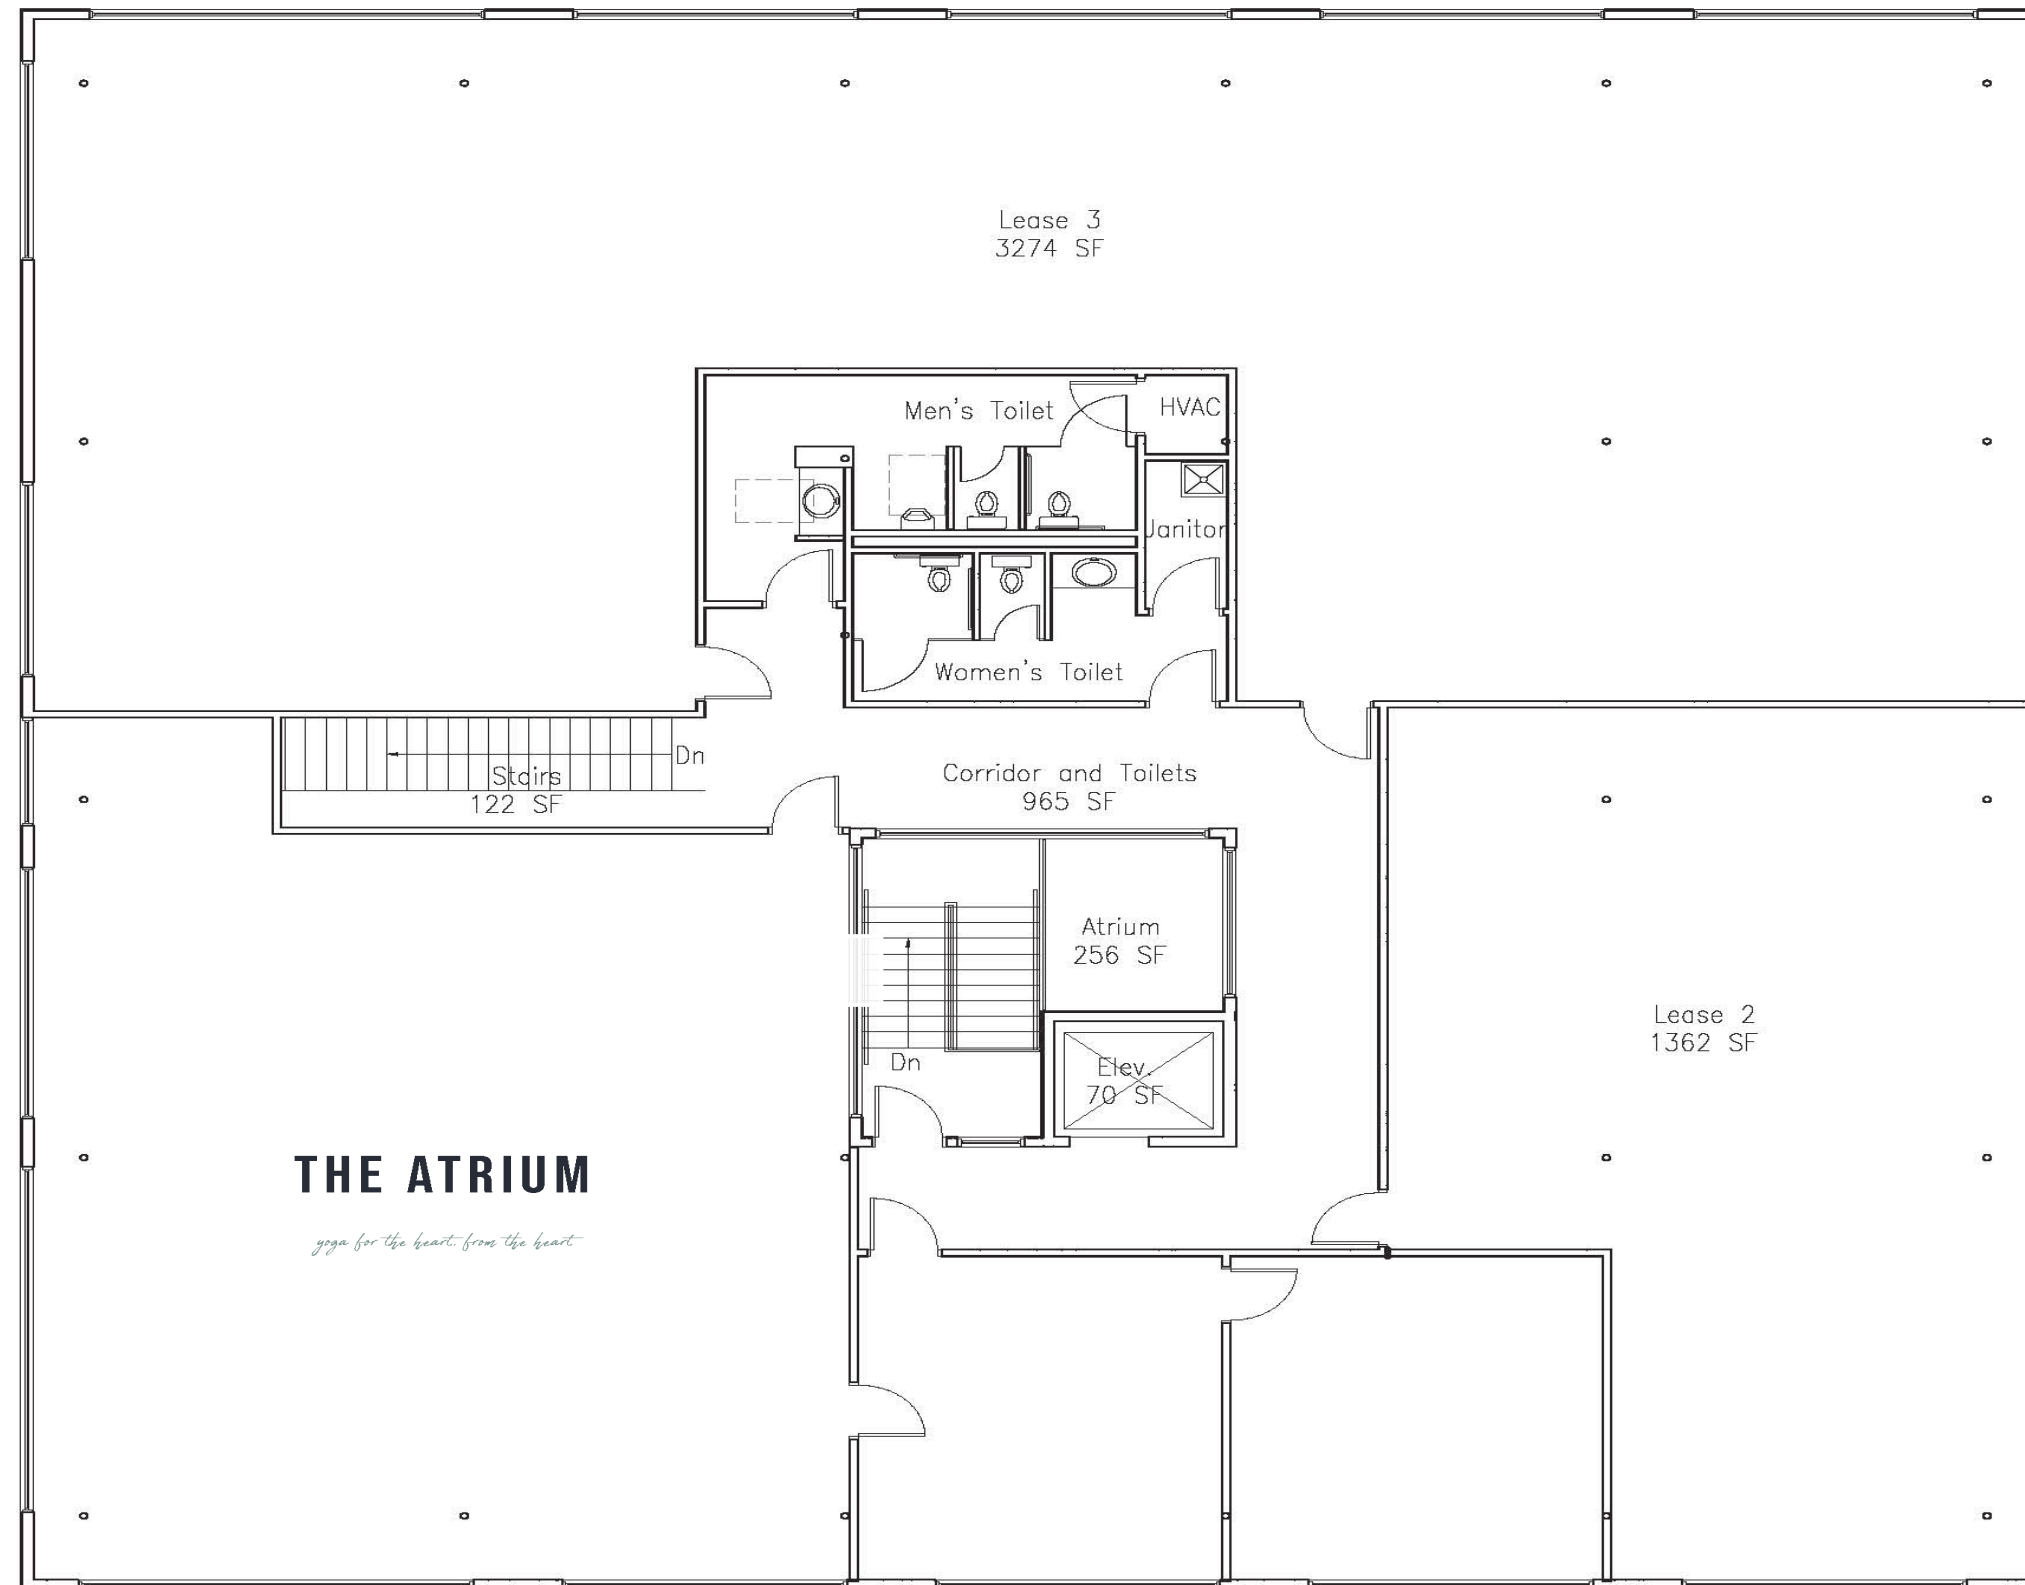 Lease 3
3274 SF
Men's Toilet
HVAC
Janitor
Women's Toilet
Dn
Stairs
122 SF
Corridor and Toilets
965 SF
Atrium
256 SF
Lease 2
1362 SF
Dn
Elev.
70 SF
THE ATRIUM
yoga for the heart. from the heart